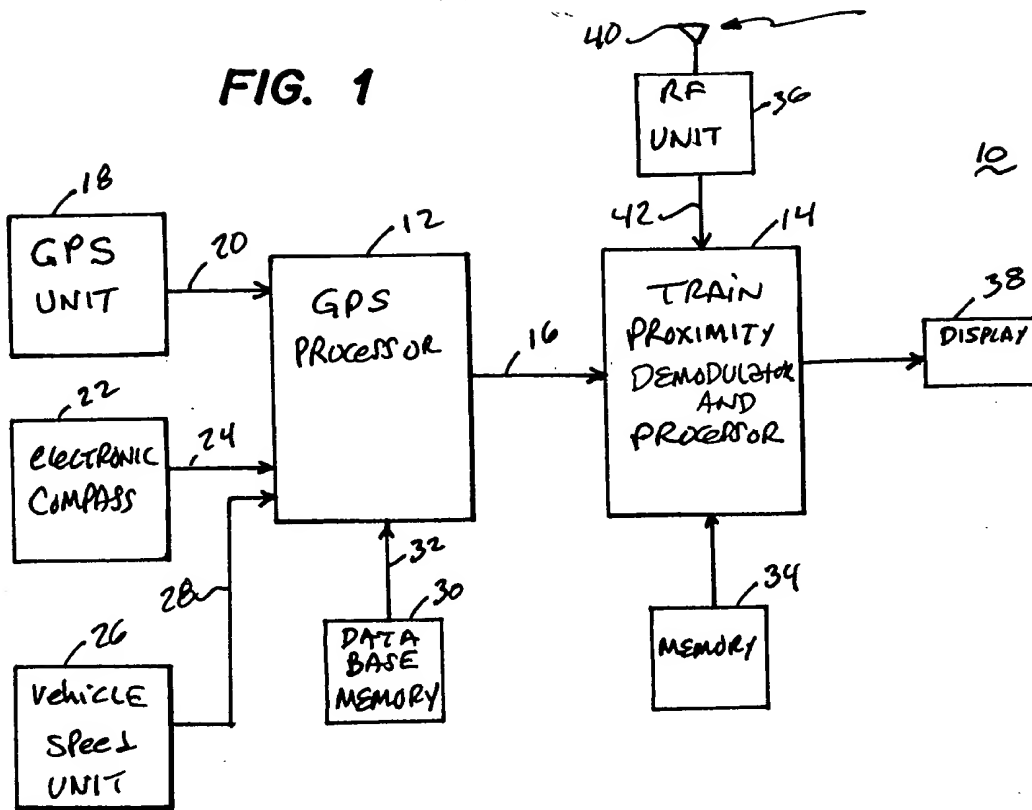 FIG. 1
40
RF
UNIT
36
10
18
GPS
UNIT
20
12
GPS
PROCESSOR
42
14
TRAIN
PROXIMITY
DEMODULATOR
AND
PROCESSOR
16
38
DISPLAY
22
ELECTRONIC
COMPASS
24
28
32
30
DATA
BASE
MEMORY
34
MEMORY
26
VEHICLE
SPEED
UNIT